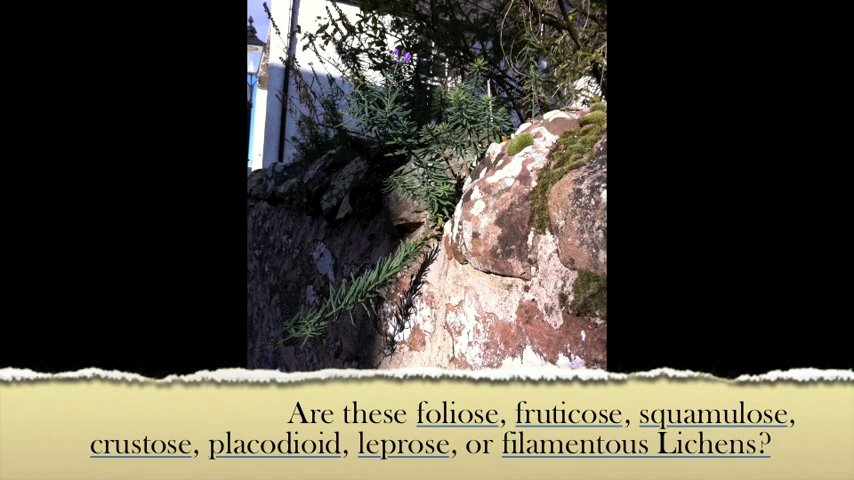 Are these foliose, fruticose, squamulose,
crustose, placodioid, leprose, or filamentous Lichens?